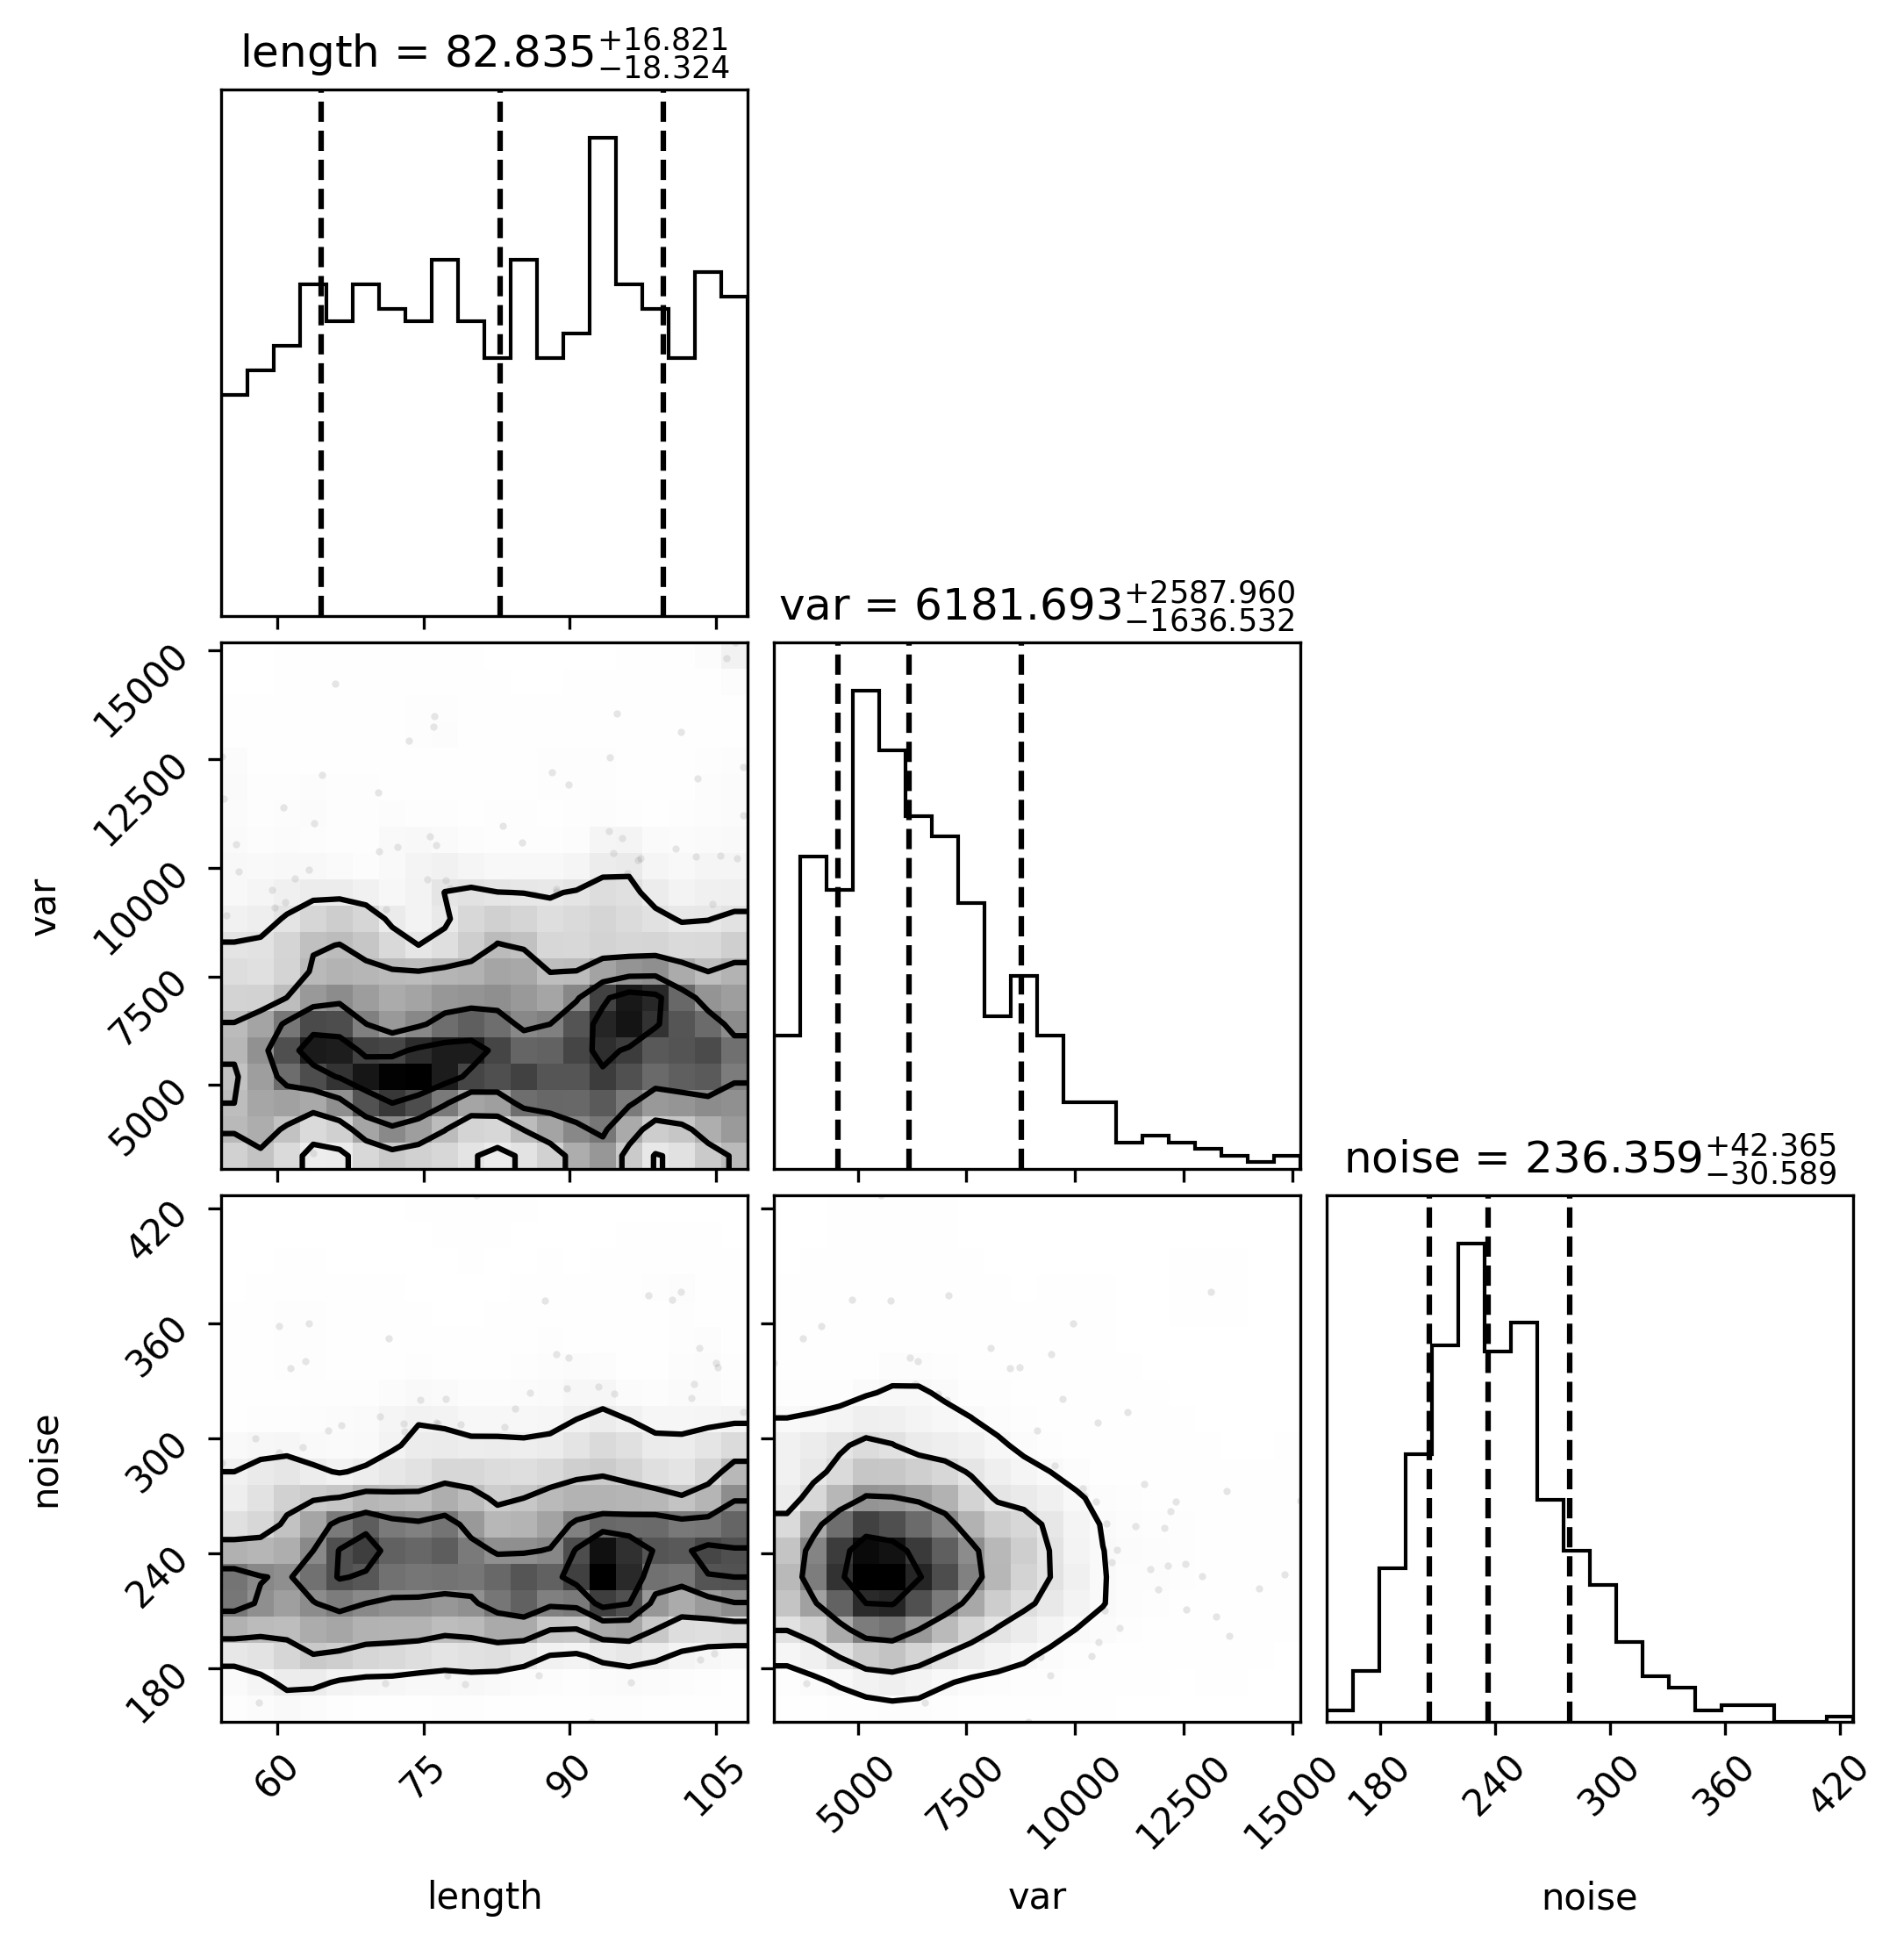 length = 82.835 +16.821 −18.324
var = 6181.693 +2587.960 −1636.532
15000
12500
10000
7500
5000
var
noise = 236.359 +42.365 −30.589
420
360
300
240
180
noise
60 75 90 105
5000 7500 10000 12500 15000
180 240 300 360 420
length var noise